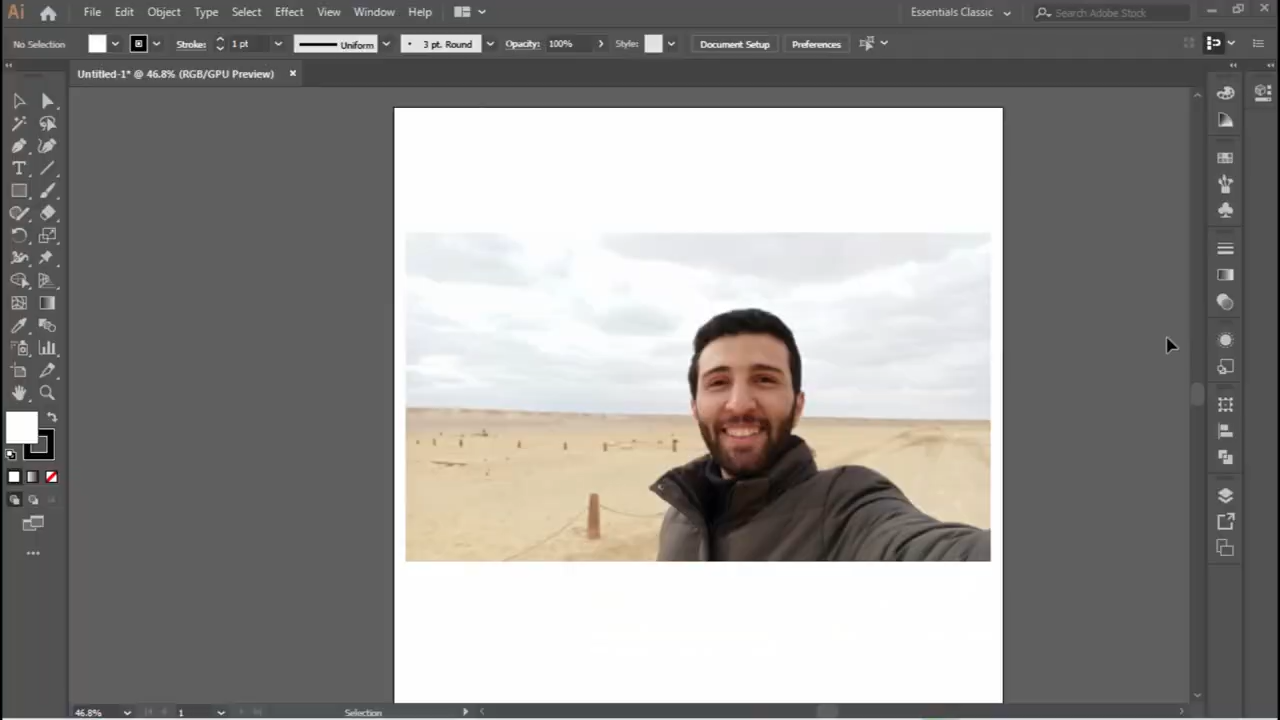 Ai File Edit Object Type Select Effect View Window Help Essentials Classic Search Adobe Stock
No Selection Stroke: 1 pt Uniform 3 pt. Round Opacity: 100% Style: Document Setup Preferences
Untitled-1* @ 46.8% (RGB/GPU Preview)
46.8% 1 Selection